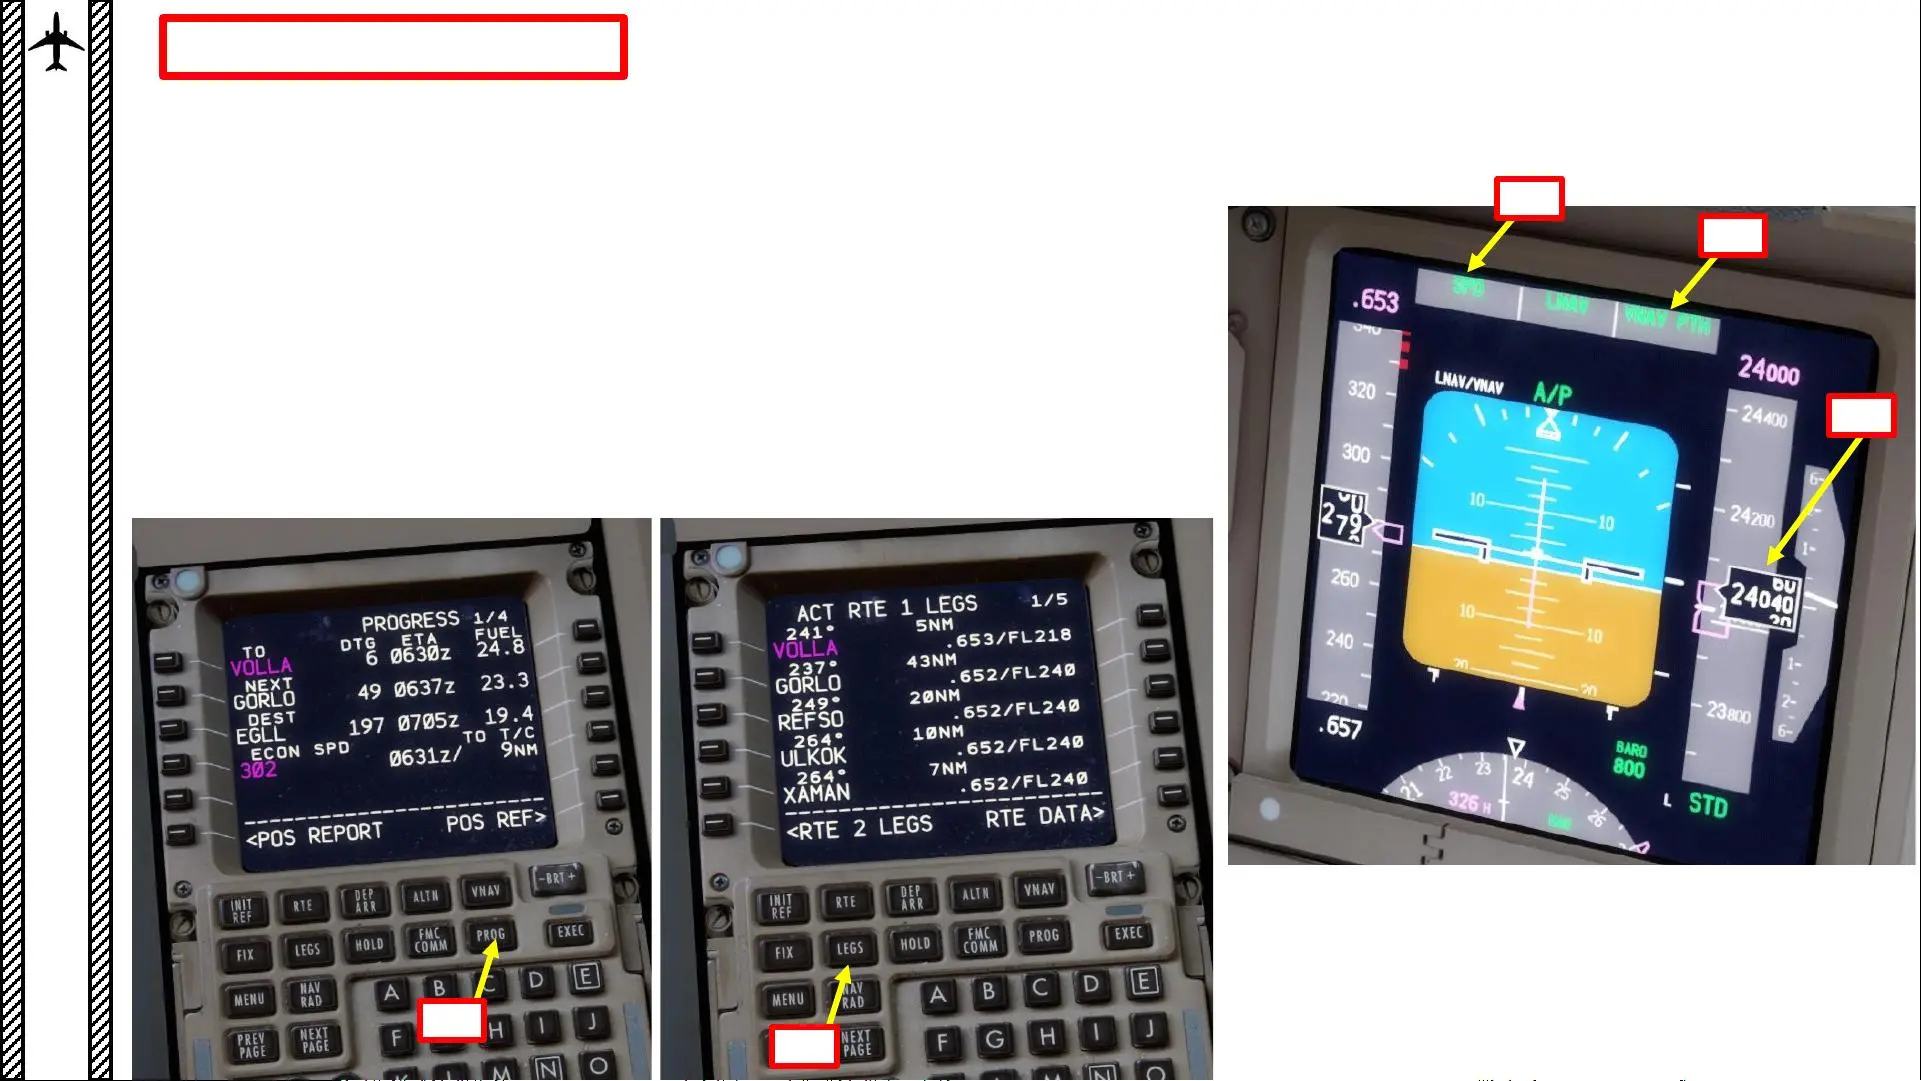 PROGRESS 1/4
TO DTG ETA FUEL
VOLLA 6 0630z 24.8
NEXT
GORLO 49 0637z 23.3
DEST
EGLL 197 0705z 19.4
ECON SPD TO T/C
302 0631z/ 9NM
<POS REPORT POS REF>
INIT REF RTE DEP ARR ALTN VNAV -BRT+
FIX LEGS HOLD FMC COMM PROG EXEC
MENU NAV RAD A B C D E
PREV PAGE NEXT PAGE F H I J
M N O
ACT RTE 1 LEGS 1/5
241° 5NM
VOLLA .653/FL218
237° 43NM
GORLO .652/FL240
249° 20NM
REFSO .652/FL240
264° 10NM
ULKOK .652/FL240
264° 7NM
XAMAN .652/FL240
<RTE 2 LEGS RTE DATA>
INIT REF RTE DEP ARR ALTN VNAV -BRT+
FIX LEGS HOLD FMC COMM PROG EXEC
MENU NAV RAD A B C D E
NEXT PAGE F G H I J
M N O
SPD LNAV VNAV PTH
.653
24000
LNAV/VNAV A/P
340
320
300
279
260
240
220
.657
10 10
10 10
20 20
24400
24200
24040
23800
6
2
1
1
2
6
BARO
800
L STD
21 22 23 24 25 26
326 H